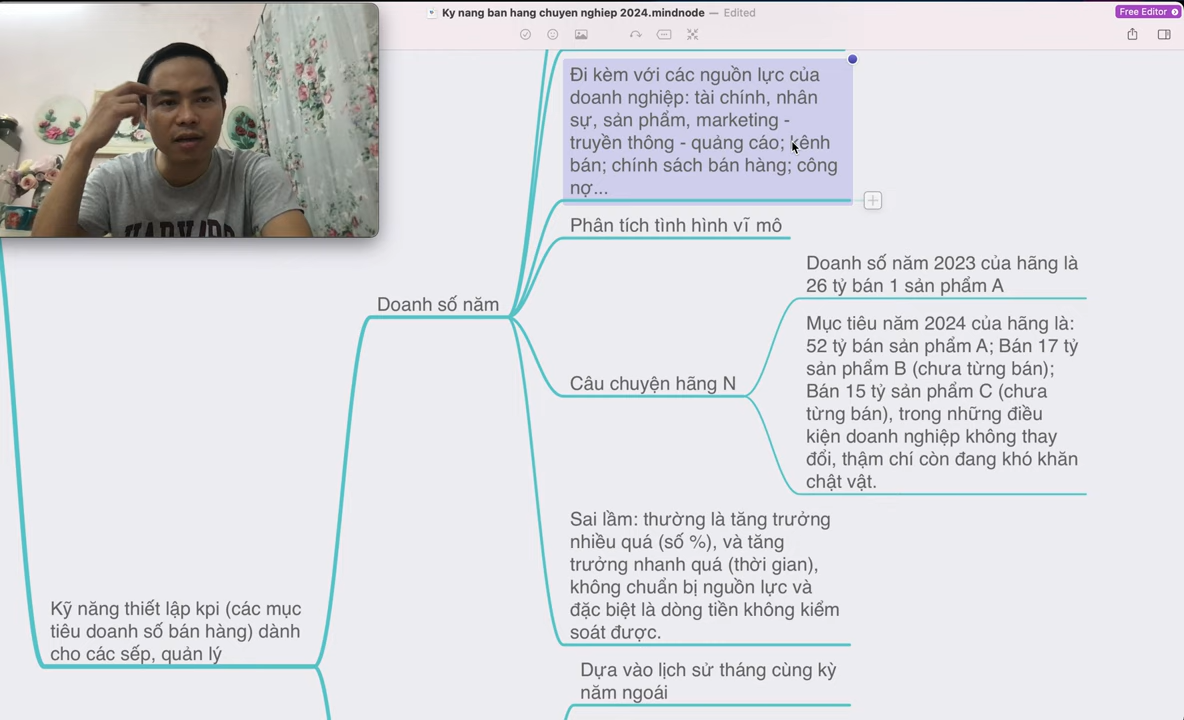 Ky nang ban hang chuyen nghiep 2024.mindnode — Edited
Free Editor
Đi kèm với các nguồn lực của
doanh nghiệp: tài chính, nhân
sự, sản phẩm, marketing -
truyền thông - quảng cáo; kênh
bán; chính sách bán hàng; công
nợ...
Phân tích tình hình vĩ mô
Doanh số năm 2023 của hãng là
26 tỷ bán 1 sản phẩm A
Doanh số năm
Mục tiêu năm 2024 của hãng là:
52 tỷ bán sản phẩm A; Bán 17 tỷ
sản phẩm B (chưa từng bán);
Bán 15 tỷ sản phẩm C (chưa
từng bán), trong những điều
kiện doanh nghiệp không thay
đổi, thậm chí còn đang khó khăn
chật vật.
Câu chuyện hãng N
Sai lầm: thường là tăng trưởng
nhiều quá (số %), và tăng
trưởng nhanh quá (thời gian),
không chuẩn bị nguồn lực và
đặc biệt là dòng tiền không kiểm
soát được.
Kỹ năng thiết lập kpi (các mục
tiêu doanh số bán hàng) dành
cho các sếp, quản lý
Dựa vào lịch sử tháng cùng kỳ
năm ngoái